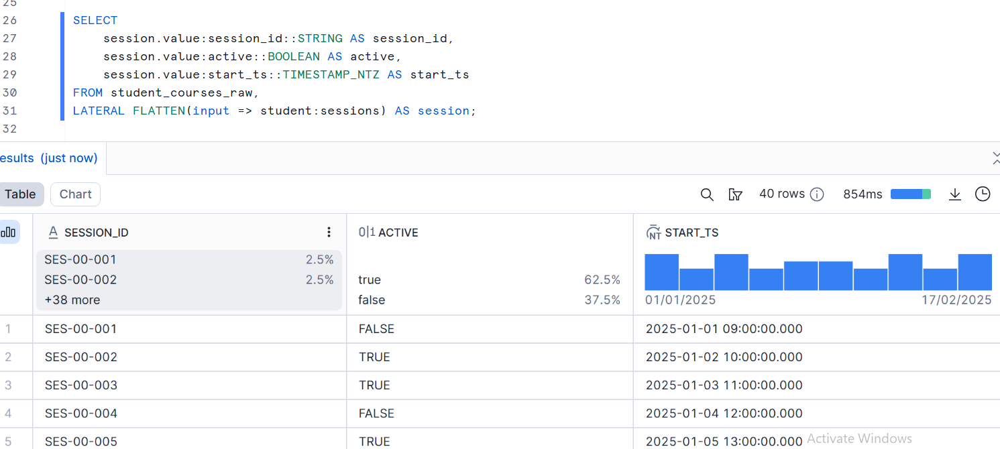 25
26 SELECT
27 session.value:session_id::STRING AS session_id,
28 session.value:active::BOOLEAN AS active,
29 session.value:start_ts::TIMESTAMP_NTZ AS start_ts
30 FROM student_courses_raw,
31 LATERAL FLATTEN(input => student:sessions) AS session;
32
esults (just now)
Table Chart 40 rows 854ms
A SESSION_ID 0|1 ACTIVE NT START_TS
SES-00-001 2.5%
SES-00-002 2.5% true 62.5%
+38 more false 37.5% 01/01/2025 17/02/2025
1 SES-00-001 FALSE 2025-01-01 09:00:00.000
2 SES-00-002 TRUE 2025-01-02 10:00:00.000
3 SES-00-003 TRUE 2025-01-03 11:00:00.000
4 SES-00-004 FALSE 2025-01-04 12:00:00.000
5 SES-00-005 TRUE 2025-01-05 13:00:00.000 Activate Windows